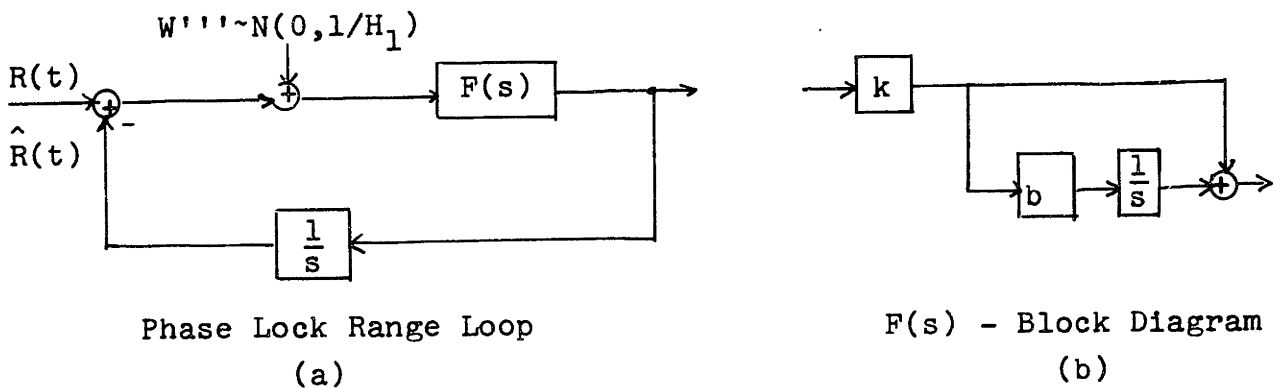 W'''~N(0,1/H₁)
R(t)
+
+
F(s)
-
R̂(t)
1
s
Phase Lock Range Loop
(a)
k
b
1
s
+
F(s) - Block Diagram
(b)